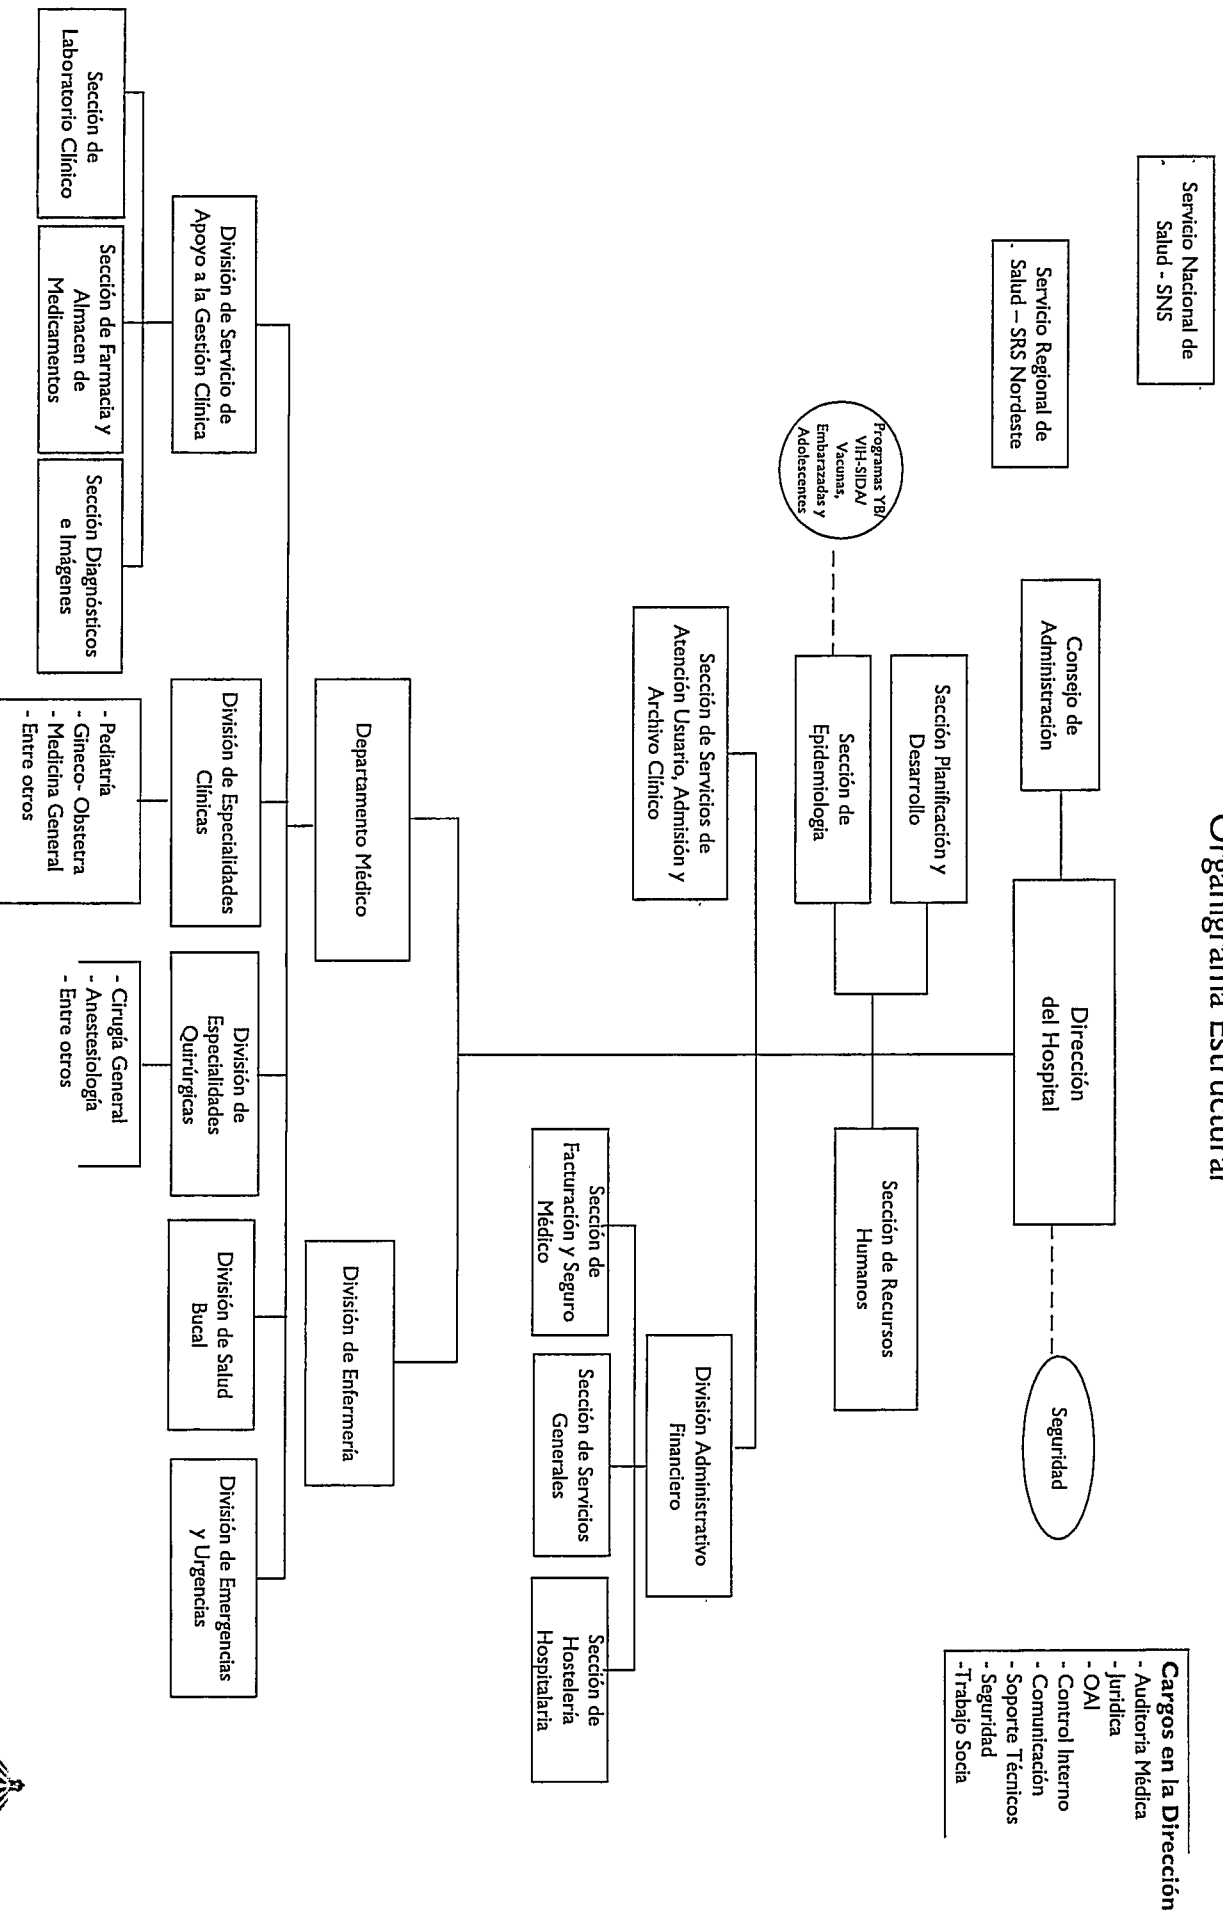 Organigrama Estructural
Servicio Nacional de
Salud - SNS
Servicio Regional de
Salud – SRS Nordeste
Consejo de
Administración
Dirección
del Hospital
Seguridad
Cargos en la Dirección
- Auditoria Médica
- Juridica
- OAI
- Control Interno
- Comunicación
- Soporte Técnicos
- Seguridad
-Trabajo Socia
Sección Planificación y
Desarrollo
Sección de
Epidemiologia
Programas YB/
VIH-SIDA/
Vacunas,
Embarazadas y
Adolescentes
Sección de Recursos
Humanos
Sección de Servicios de
Atención Usuario, Admisión y
Archivo Clínico
División Administrativo
Financiero
Sección de
Facturación y Seguro
Médico
Sección de Servicios
Generales
Sección de
Hostelería
Hospitalaria
Departamento Médico
División de Enfermería
División de Servicio de
Apoyo a la Gestión Clínica
División de Especialidades
Clínicas
División de
Especialidades
Quirúrgicas
División de Salud
Bucal
División de Emergencias
y Urgencias
Sección de
Laboratorio Clínico
Sección de Farmacia y
Almacen de
Medicamentos
Sección Diagnósticos
e Imágenes
- Pediatría
- Gineco- Obstetra
- Medicina General
- Entre otros
- Cirugía General
- Anestesiología
- Entre otros